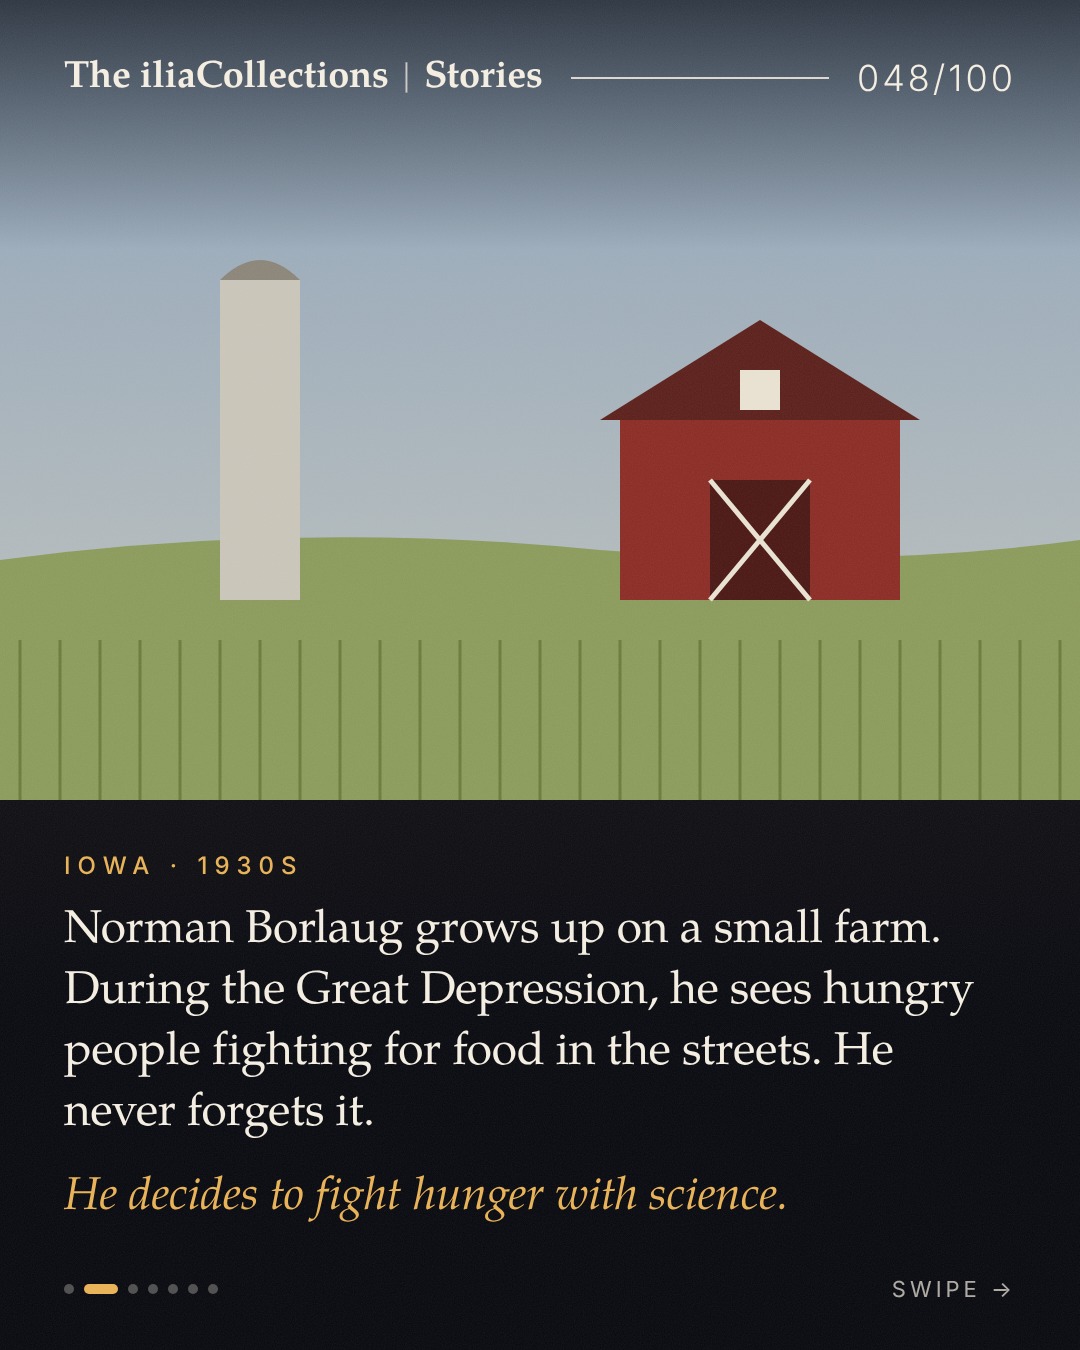 The iliaCollections | Stories 048/100
IOWA · 1930S
Norman Borlaug grows up on a small farm.
During the Great Depression, he sees hungry
people fighting for food in the streets. He
never forgets it.
He decides to fight hunger with science.
SWIPE →